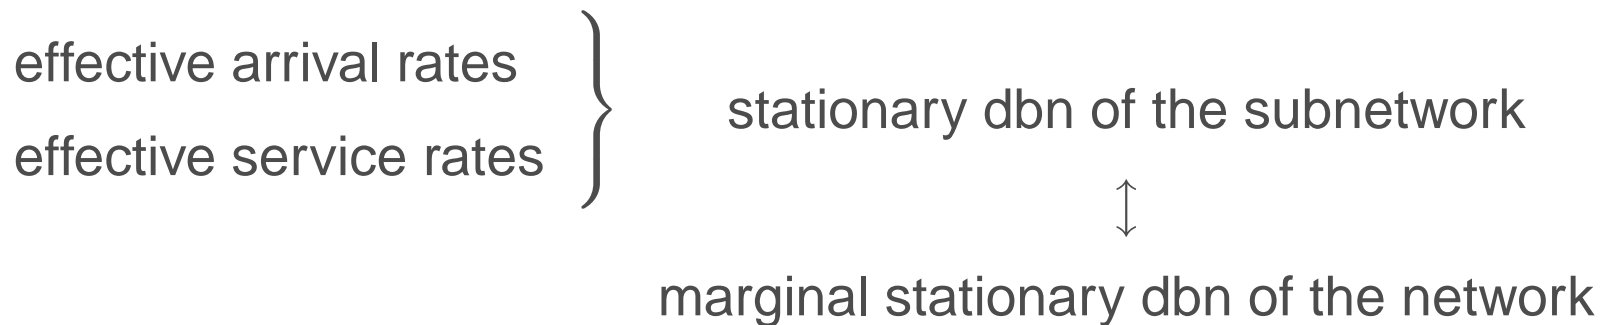 effective arrival rates
effective service rates
stationary dbn of the subnetwork
↕
marginal stationary dbn of the network